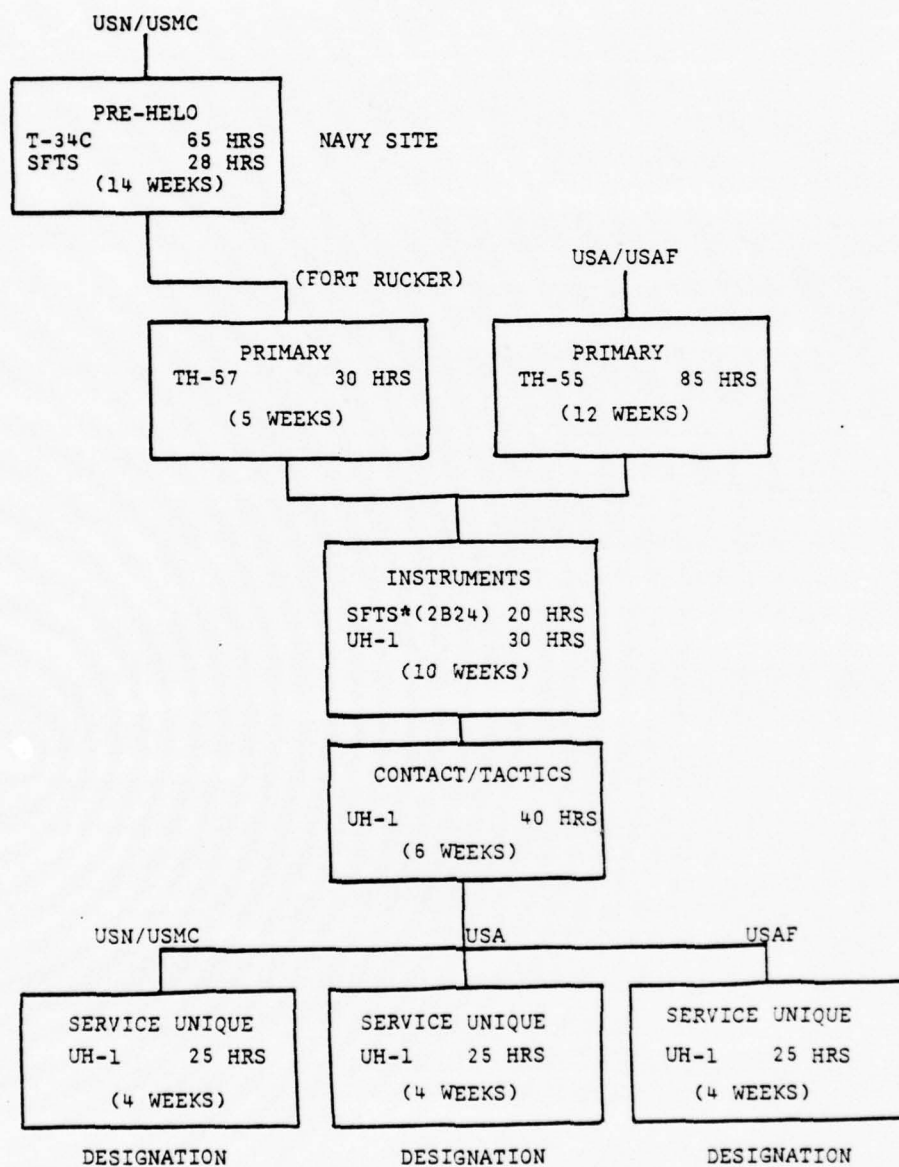 USN/USMC
PRE-HELO
T-34C 65 HRS
SFTS 28 HRS
(14 WEEKS)
NAVY SITE
(FORT RUCKER)
USA/USAF
PRIMARY
TH-57 30 HRS
(5 WEEKS)
PRIMARY
TH-55 85 HRS
(12 WEEKS)
INSTRUMENTS
SFTS*(2B24) 20 HRS
UH-1 30 HRS
(10 WEEKS)
CONTACT/TACTICS
UH-1 40 HRS
(6 WEEKS)
USN/USMC
USA
USAF
SERVICE UNIQUE
UH-1 25 HRS
(4 WEEKS)
SERVICE UNIQUE
UH-1 25 HRS
(4 WEEKS)
SERVICE UNIQUE
UH-1 25 HRS
(4 WEEKS)
DESIGNATION
DESIGNATION
DESIGNATION